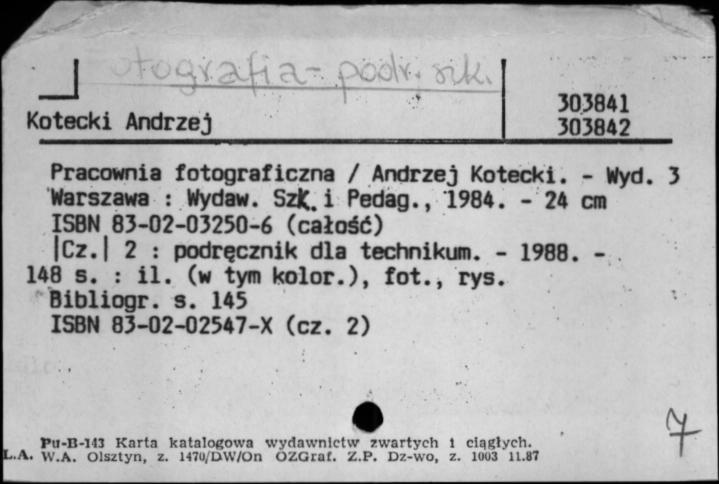 Fotografia - podr. szk.
303841
Kotecki Andrzej
303842
Pracownia fotograficzna / Andrzej Kotecki. - Wyd. 3
Warszawa : Wydaw. Szk. i Pedag., 1984. - 24 cm
ISBN 83-02-03250-6 (całość)
|Cz.| 2 : podręcznik dla technikum. - 1988. -
148 s. : il. (w tym kolor.), fot., rys.
Bibliogr. s. 145
ISBN 83-02-02547-X (cz. 2)
7
Pu-B-143 Karta katalogowa wydawnictw zwartych i ciągłych.
L.A. W.A. Olsztyn, z. 1470/DW/On OZGraf. Z.P. Dz-wo, z. 1003 11.87